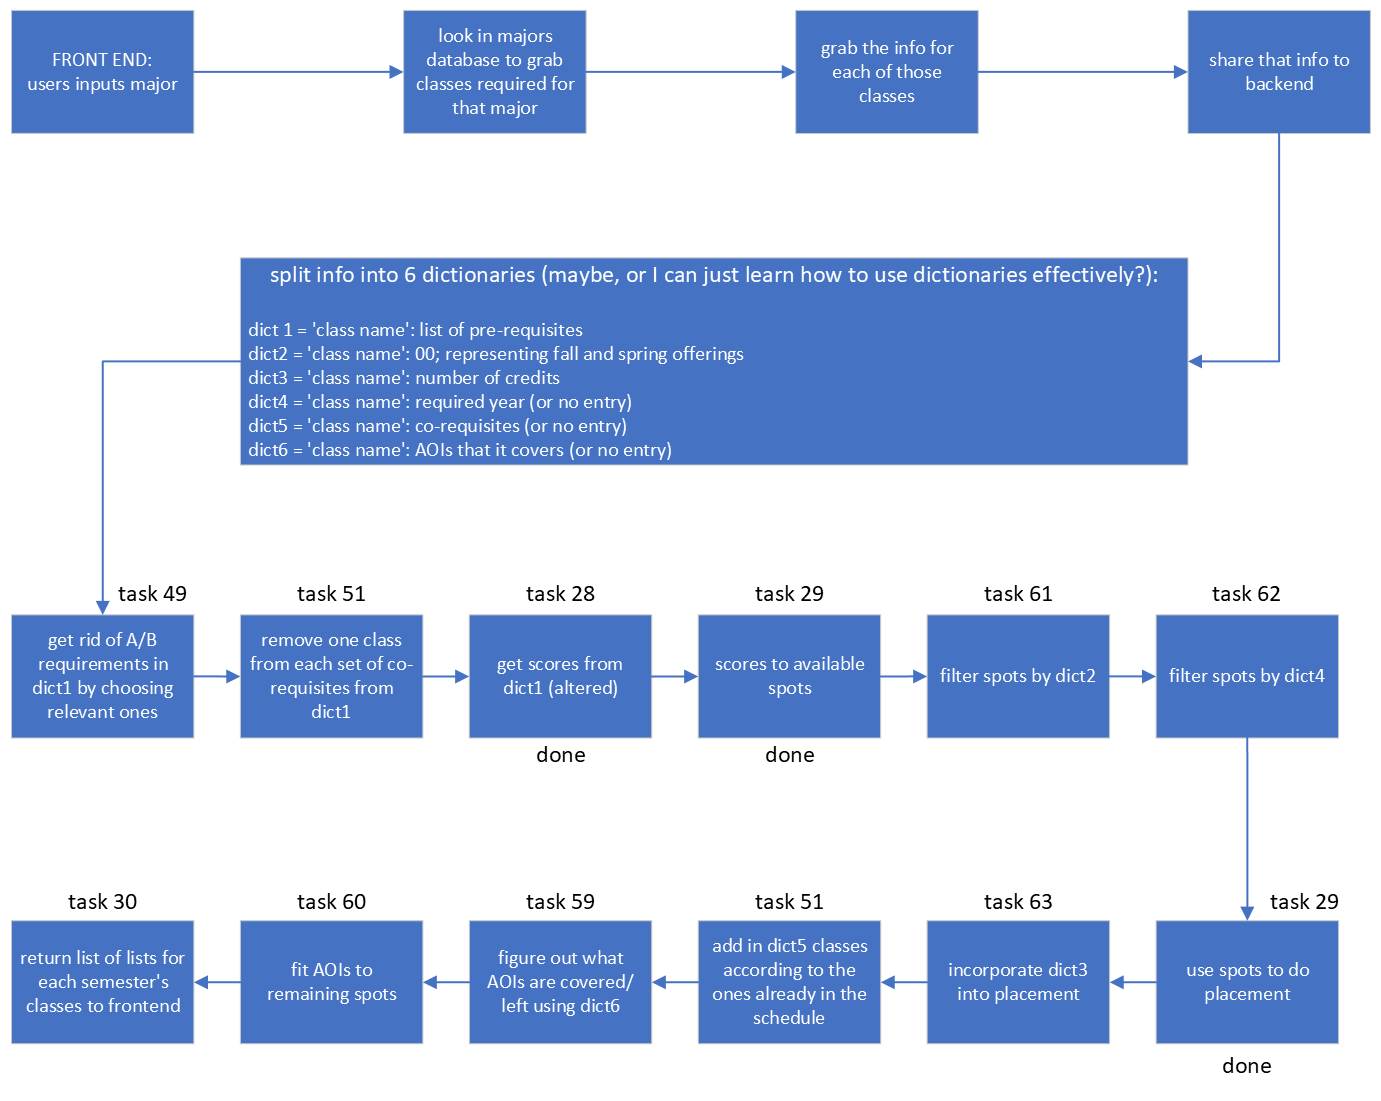 FRONT END:
users inputs major
look in majors
database to grab
classes required for
that major
grab the info for
each of those
classes
share that info to
backend
split info into 6 dictionaries (maybe, or I can just learn how to use dictionaries effectively?):
dict 1 = 'class name': list of pre-requisites
dict2 = 'class name': 00; representing fall and spring offerings
dict3 = 'class name': number of credits
dict4 = 'class name': required year (or no entry)
dict5 = 'class name': co-requisites (or no entry)
dict6 = 'class name': AOIs that it covers (or no entry)
task 49
get rid of A/B
requirements in
dict1 by choosing
relevant ones
task 51
remove one class
from each set of co-
requisites from
dict1
task 28
get scores from
dict1 (altered)
done
task 29
scores to available
spots
done
task 61
filter spots by dict2
task 62
filter spots by dict4
task 30
return list of lists for
each semester's
classes to frontend
task 60
fit AOIs to
remaining spots
task 59
figure out what
AOIs are covered/
left using dict6
task 51
add in dict5 classes
according to the
ones already in the
schedule
task 63
incorporate dict3
into placement
task 29
use spots to do
placement
done